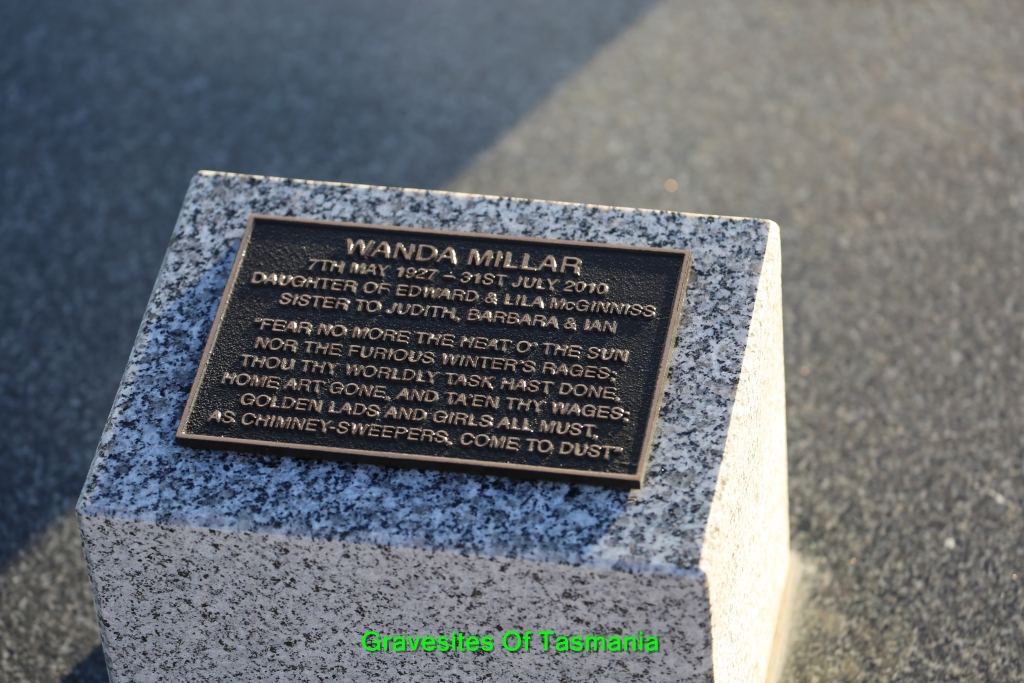 WANDA MILLAR
7TH MAY 1927 - 31ST JULY 2010
DAUGHTER OF EDWARD & LILA McGINNISS
SISTER TO JUDITH, BARBARA & IAN
"FEAR NO MORE THE HEAT O' THE SUN
NOR THE FURIOUS WINTER'S RAGES;
THOU THY WORLDLY TASK HAST DONE,
HOME ART GONE, AND TA'EN THY WAGES;
GOLDEN LADS AND GIRLS ALL MUST,
AS CHIMNEY-SWEEPERS, COME TO DUST"
Gravesites Of Tasmania